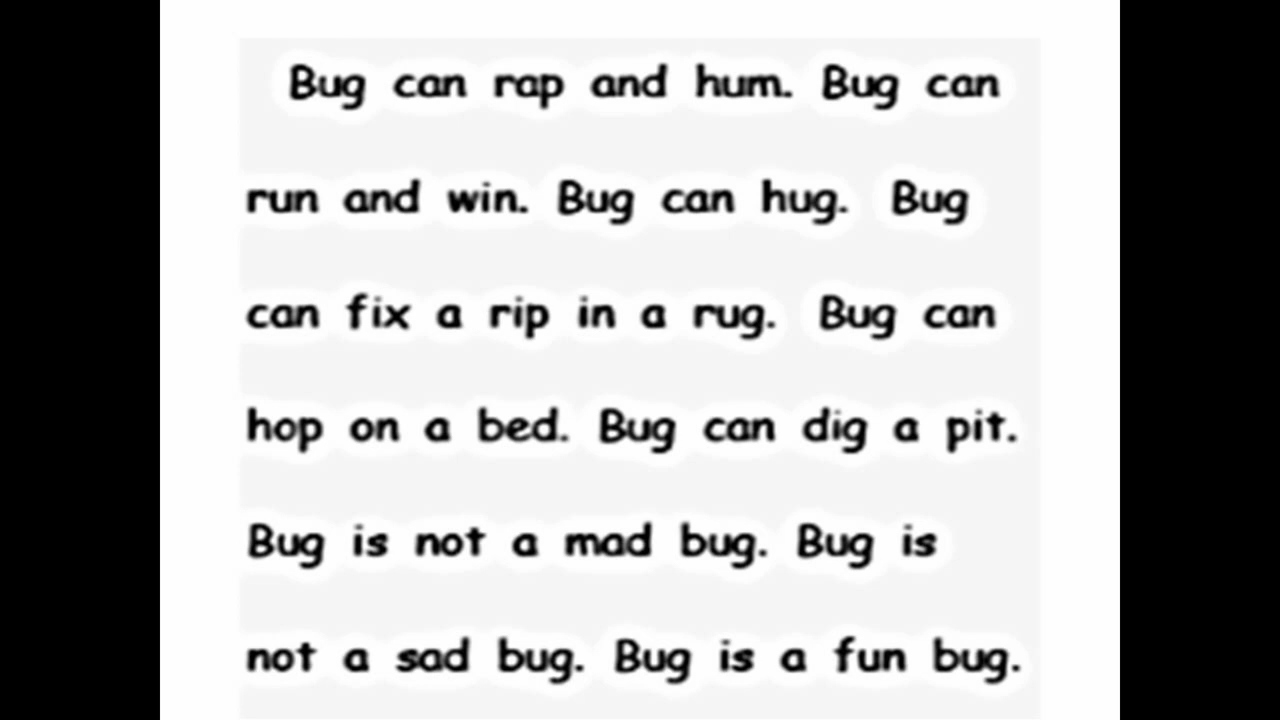 Bug can rap and hum. Bug can
run and win. Bug can hug. Bug
can fix a rip in a rug. Bug can
hop on a bed. Bug can dig a pit.
Bug is not a mad bug. Bug is
not a sad bug. Bug is a fun bug.